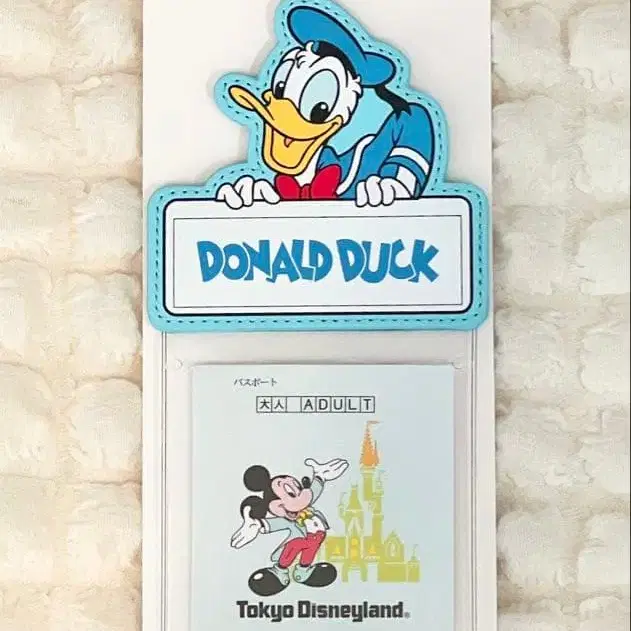 DONALD DUCK
パスポート
大人 ADULT
Tokyo Disneyland®